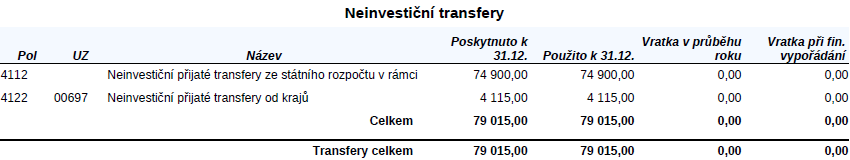 Neinvestiční transfery
Poskytnuto k Vratka v průběhu Vratka při fin.
Pol UZ Název 31.12. Použito k 31.12. roku vypořádání
4112 Neinvestiční přijaté transfery ze státního rozpočtu v rámci 74 900,00 74 900,00 0,00 0,00
4122 00697 Neinvestiční přijaté transfery od krajů 4 115,00 4 115,00 0,00 0,00
Celkem 79 015,00 79 015,00 0,00 0,00
Transfery celkem 79 015,00 79 015,00 0,00 0,00